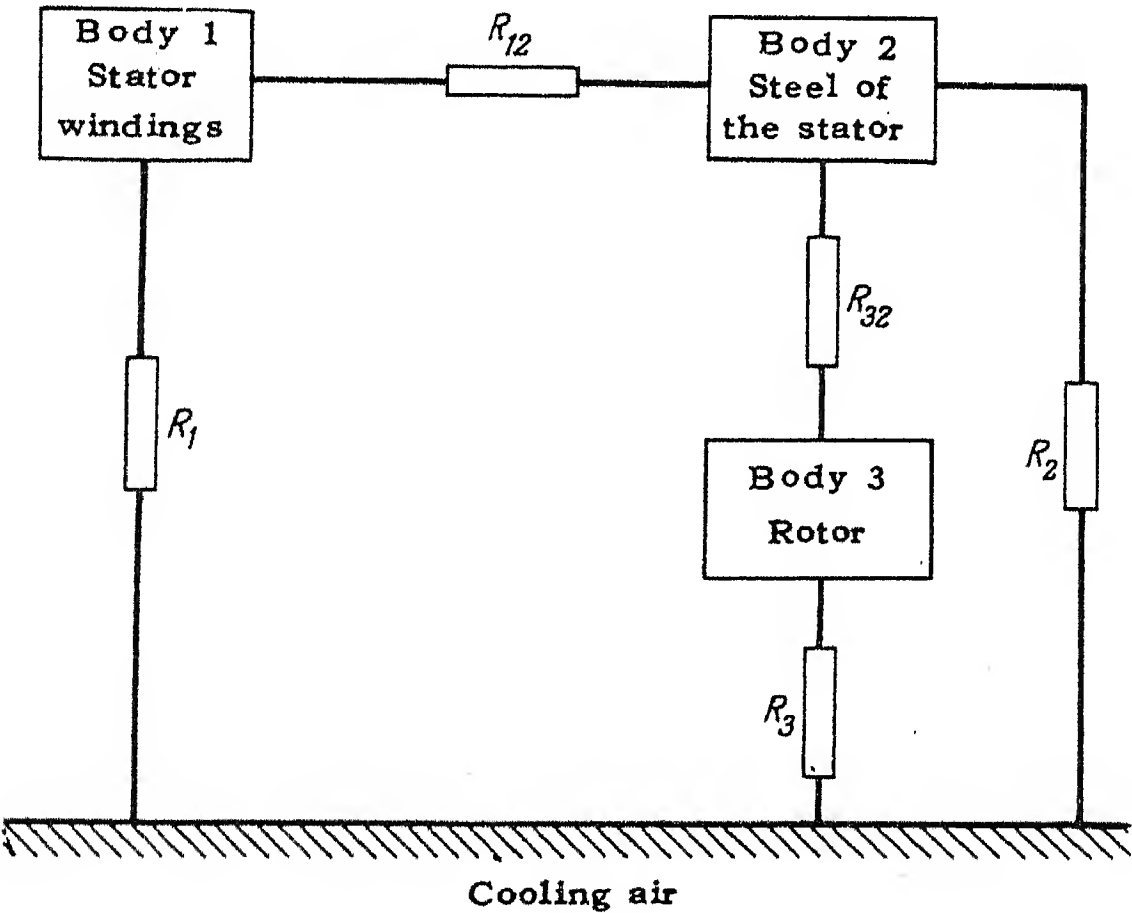 Body 1
Stator
windings
R12
Body 2
Steel of
the stator
R32
R1
Body 3
Rotor
R2
R3
Cooling air